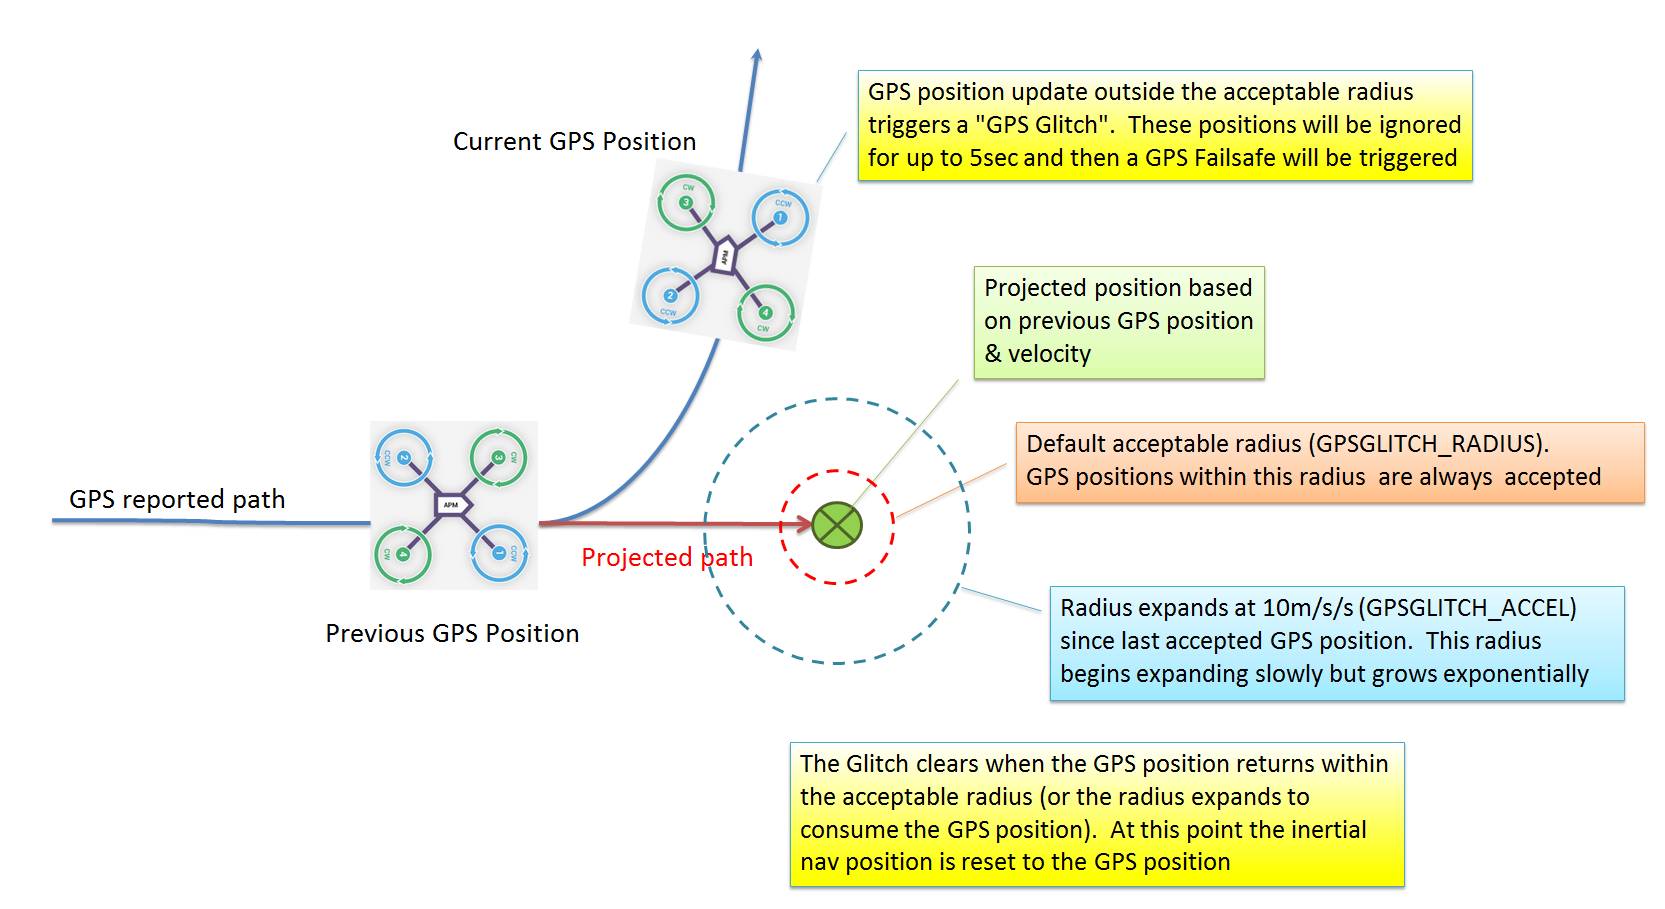 GPS position update outside the acceptable radius
triggers a "GPS Glitch".  These positions will be ignored
for up to 5sec and then a GPS Failsafe will be triggered
Current GPS Position
CW
3
CCW
1
APM
2
CCW
4
CW
Projected position based
on previous GPS position
& velocity
Default acceptable radius (GPSGLITCH_RADIUS).
GPS positions within this radius  are always  accepted
GPS reported path
CCW
2
3
CW
APM
CW
4
1
CCW
Projected path
Previous GPS Position
Radius expands at 10m/s/s (GPSGLITCH_ACCEL)
since last accepted GPS position.  This radius
begins expanding slowly but grows exponentially
The Glitch clears when the GPS position returns within
the acceptable radius (or the radius expands to
consume the GPS position).  At this point the inertial
nav position is reset to the GPS position